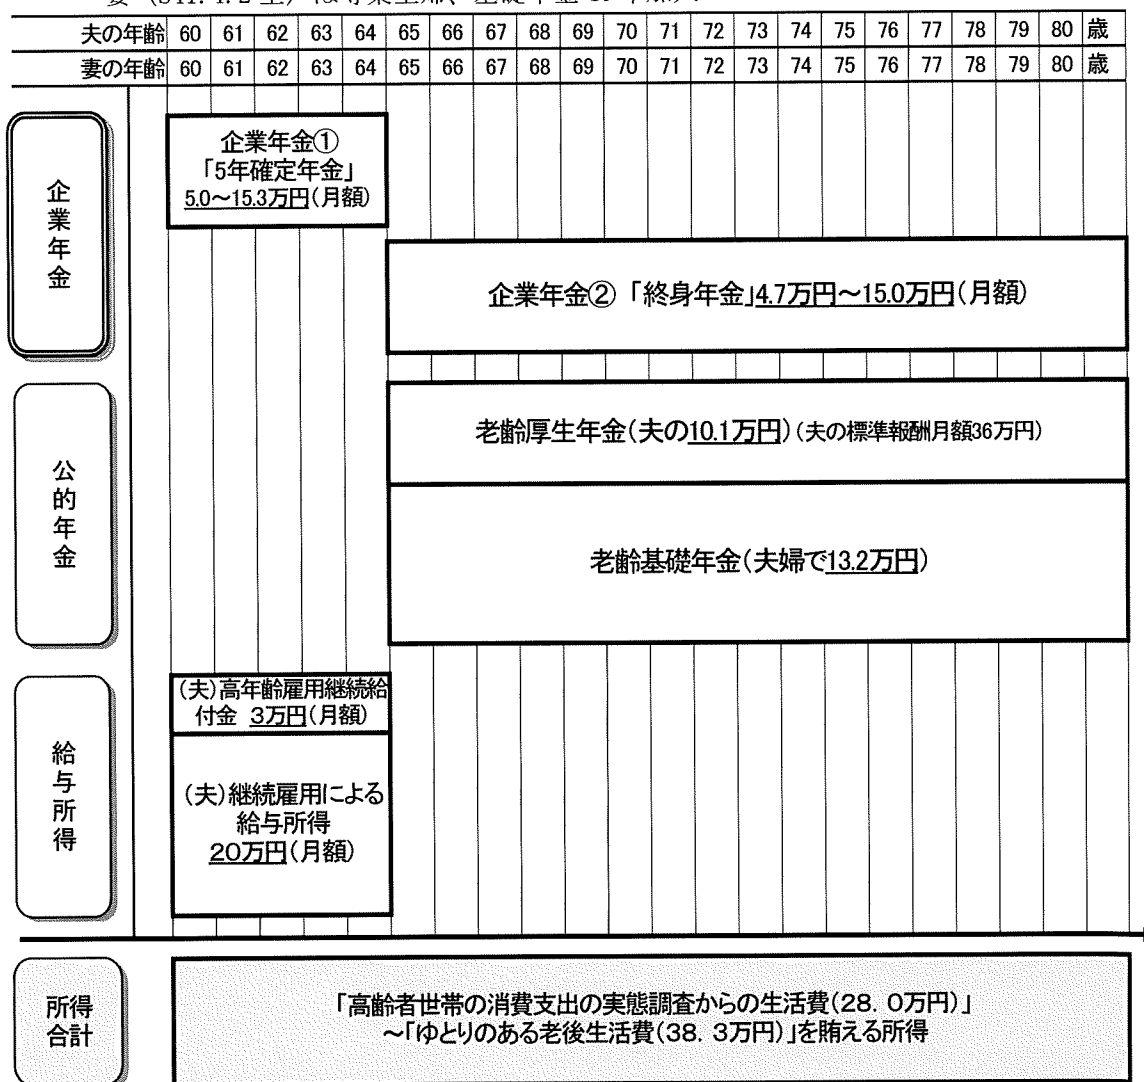 夫の年齢 60 61 62 63 64 65 66 67 68 69 70 71 72 73 74 75 76 77 78 79 80 歳
妻の年齢 60 61 62 63 64 65 66 67 68 69 70 71 72 73 74 75 76 77 78 79 80 歳
企業年金
企業年金①
「5年確定年金」
5.0～15.3万円(月額)
企業年金②「終身年金」4.7万円～15.0万円(月額)
公的年金
老齢厚生年金(夫の10.1万円)(夫の標準報酬月額36万円)
老齢基礎年金(夫婦で13.2万円)
給与所得
(夫)高年齢雇用継続給
付金 3万円(月額)
(夫)継続雇用による
給与所得
20万円(月額)
所得
合計
「高齢者世帯の消費支出の実態調査からの生活費(28．0万円)」
～「ゆとりのある老後生活費(38．3万円)」を賄える所得